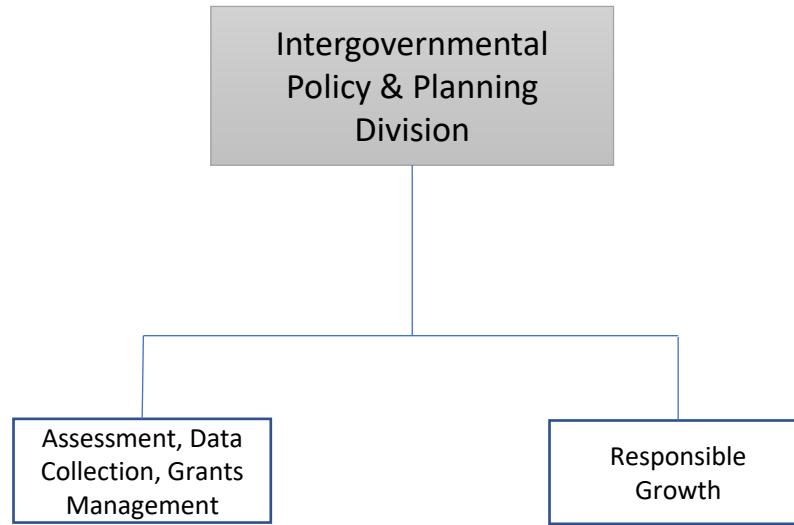 Intergovernmental
Policy & Planning
Division
Assessment, Data
Collection, Grants
Management
Responsible
Growth